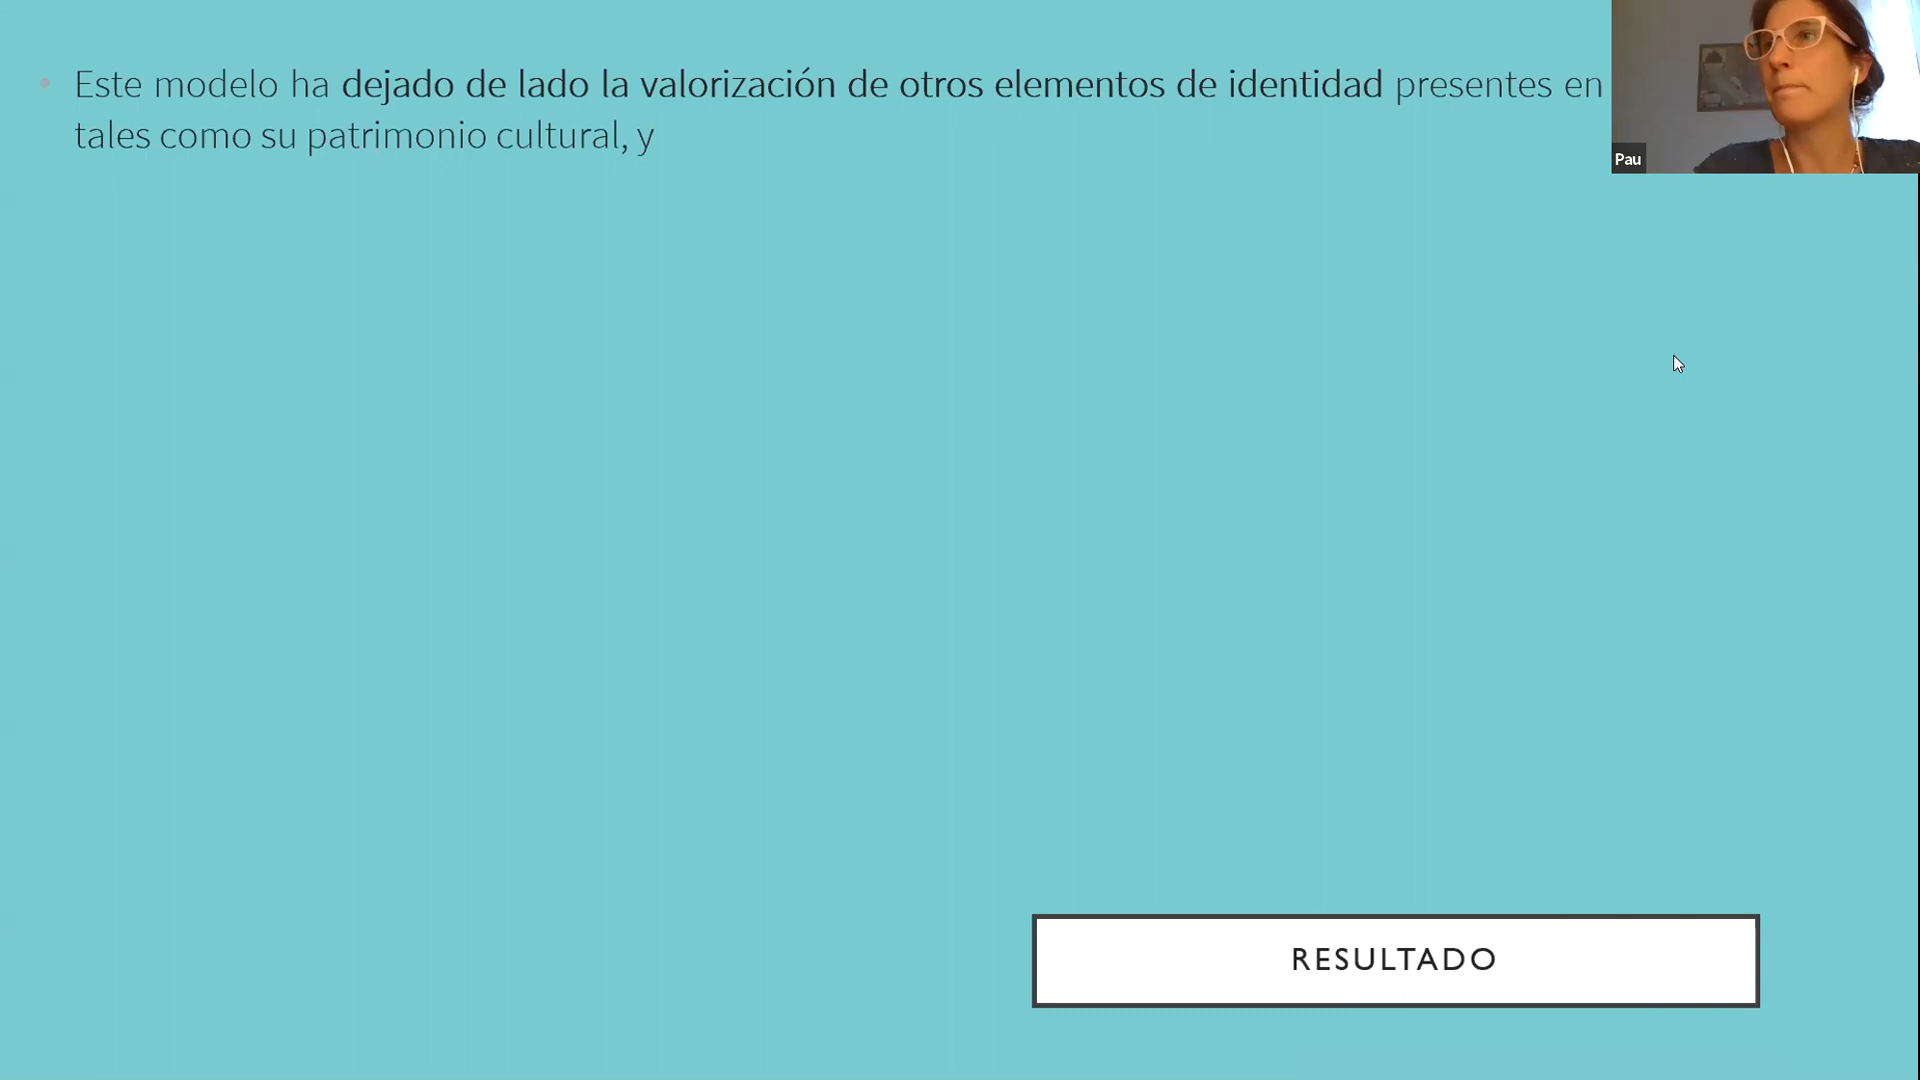 • Este modelo ha dejado de lado la valorización de otros elementos de identidad presentes en
tales como su patrimonio cultural, y
Pau
RESULTADO